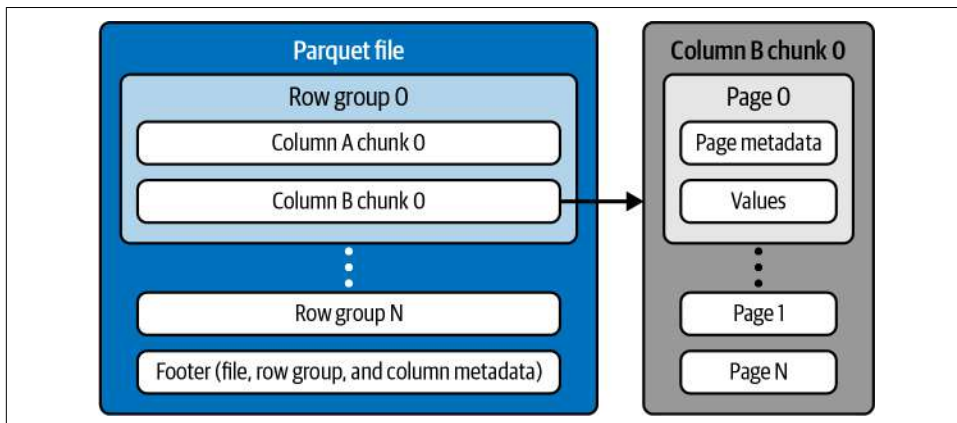 Parquet file
Row group 0
Column A chunk 0
Column B chunk 0
Row group N
Footer (file, row group, and column metadata)
Column B chunk 0
Page 0
Page metadata
Values
Page 1
Page N